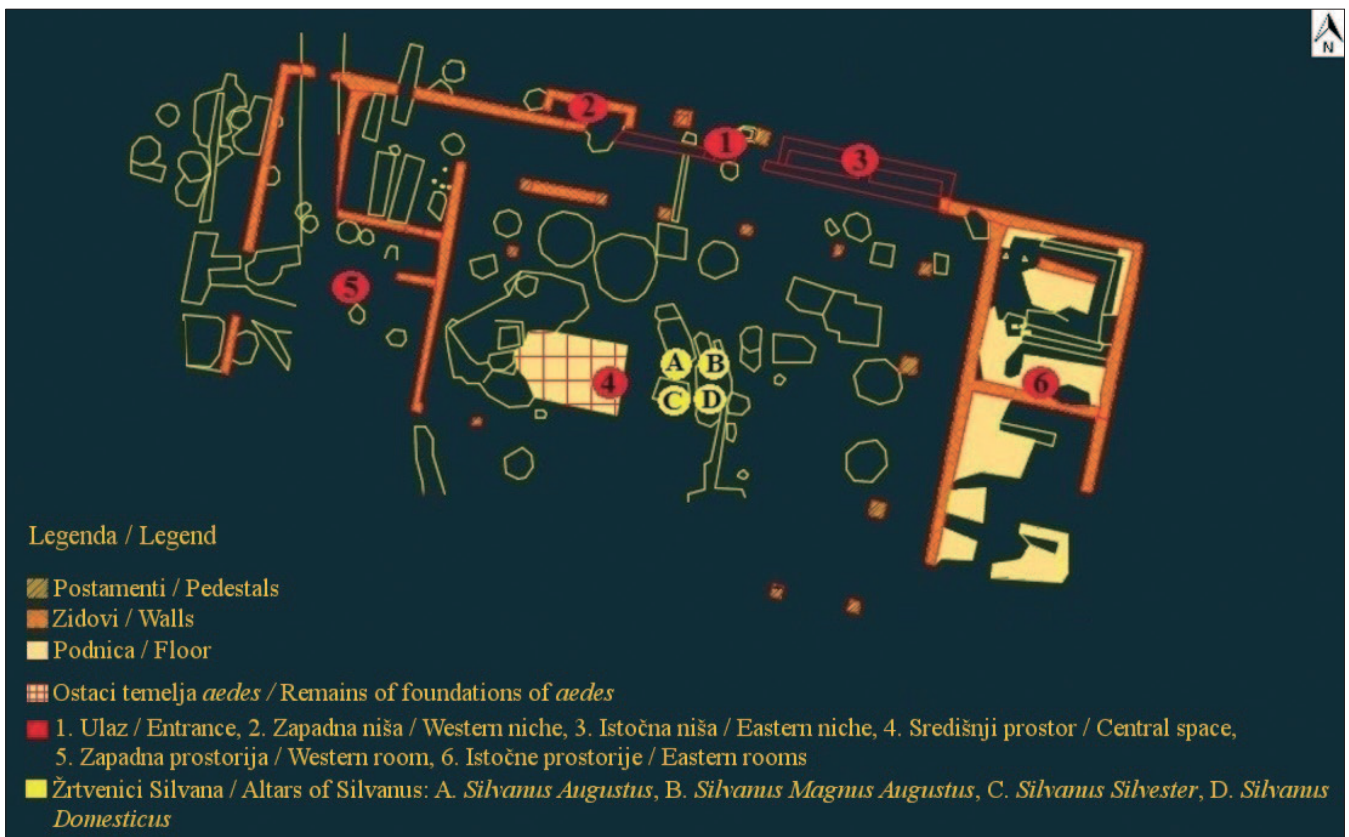 N
2
1
3
5
A
B
4
C
D
6
Legenda / Legend
Postamenti / Pedestals
Zidovi / Walls
Podnica / Floor
Ostaci temelja aedes / Remains of foundations of aedes
1. Ulaz / Entrance, 2. Zapadna niša / Western niche, 3. Istočna niša / Eastern niche, 4. Središnji prostor / Central space,
5. Zapadna prostorija / Western room, 6. Istočne prostorije / Eastern rooms
Žrtvenici Silvana / Altars of Silvanus: A. Silvanus Augustus, B. Silvanus Magnus Augustus, C. Silvanus Silvester, D. Silvanus
Domesticus